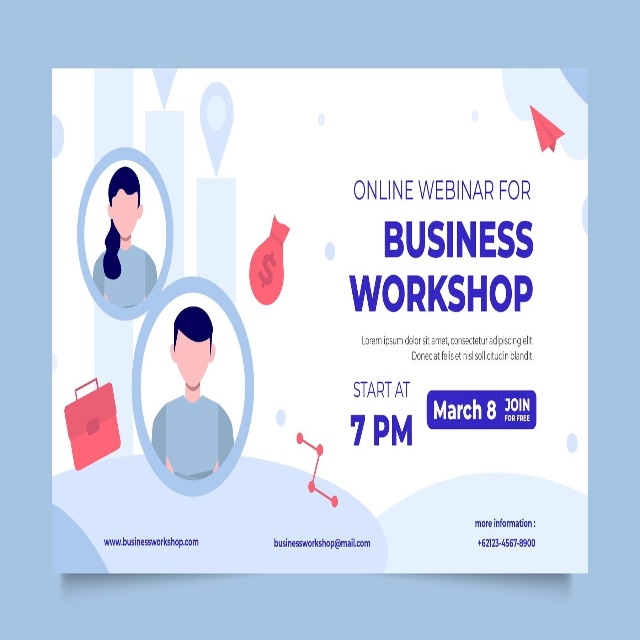 ONLINE WEBINAR FOR
BUSINESS
WORKSHOP
Lorem ipsum dolor sit amet, consectetur adipiscing elit
Donec at felis et nisl sollicitudin blandit
START AT
7 PM
March 8
JOIN
FOR FREE
$
www.businessworkshop.com
businessworkshop@mail.com
more information :
+62123-4567-8900